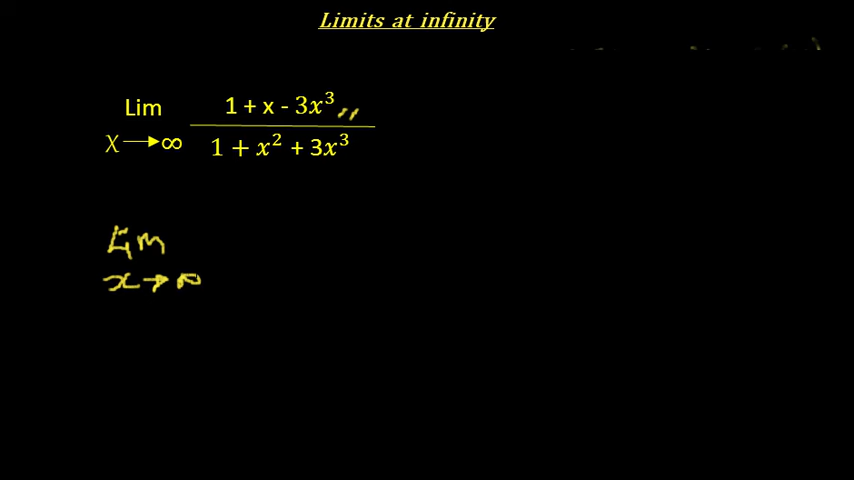 Limits at infinity
Lim
1 + x - 3x³
x→∞
1 + x² + 3x³
Lim
x→∞